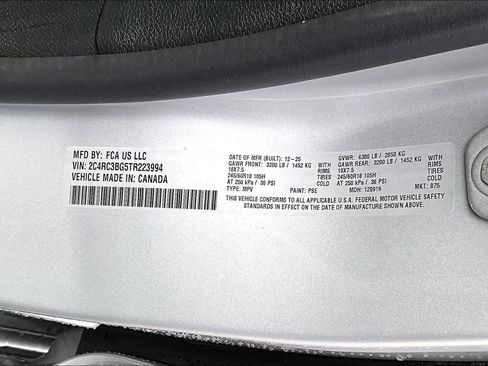 MFD BY: FCA US LLC
VIN: 2C4RC3BG5TR223994
VEHICLE MADE IN: CANADA
DATE OF MFR (BUILT): 12-25 GVWR: 6300 LB / 2858 KG
GAWR FRONT: 3200 LB / 1452 KG WITH GAWR REAR: 3200 LB / 1452 KG WITH
18X7.5 RIMS 18X7.5 RIMS
245/60R18 105H TIRES 245/60R18 105H TIRES
AT 250 kPa / 36 PSI COLD AT 250 kPa / 36 PSI COLD
TYPE: MPV PAINT: PSE MDH: 120919 MKT: 875
THIS VEHICLE CONFORMS TO ALL APPLICABLE U.S.A. FEDERAL MOTOR VEHICLE SAFETY
STANDARDS IN EFFECT ON THE DATE OF MANUFACTURE SHOWN ABOVE.